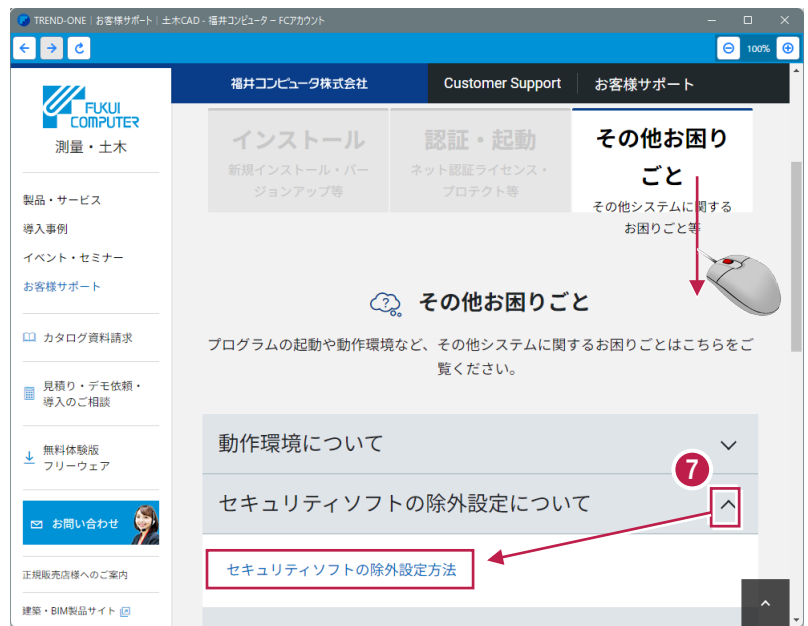 TREND-ONE | お客様サポート | 土木CAD - 福井コンピューター – FCアカウント
100%
FUKUI
COMPUTER
測量・土木
製品・サービス
導入事例
イベント・セミナー
お客様サポート
カタログ資料請求
見積り・デモ依頼・
導入のご相談
無料体験版
フリーウェア
お問い合わせ
正規販売店様へのご案内
建築・BIM製品サイト
福井コンピュータ株式会社
Customer Support
お客様サポート
インストール
新規インストール・バー
ジョンアップ等
認証・起動
ネット認証ライセンス・
プロテクト等
その他お困り
ごと
その他システムに関する
お困りごと等
その他お困りごと
プログラムの起動や動作環境など、その他システムに関するお困りごとはこちらをご
覧ください。
動作環境について
7
セキュリティソフトの除外設定について
セキュリティソフトの除外設定方法